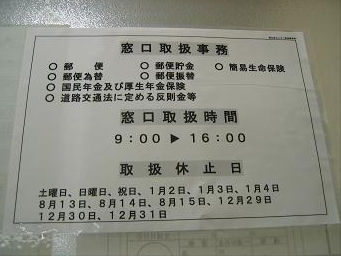 窓口取扱事務
○ 郵便 ○ 郵便貯金 ○ 簡易生命保険
○ 郵便為替 ○ 郵便振替
○ 国民年金及び厚生年金保険
○ 道路交通法に定める反則金等
窓口取扱時間
9:00 ▶ 16:00
取扱休止日
土曜日、日曜日、祝日、1月2日、1月3日、1月4日
8月13日、8月14日、8月15日、12月29日
12月30日、12月31日